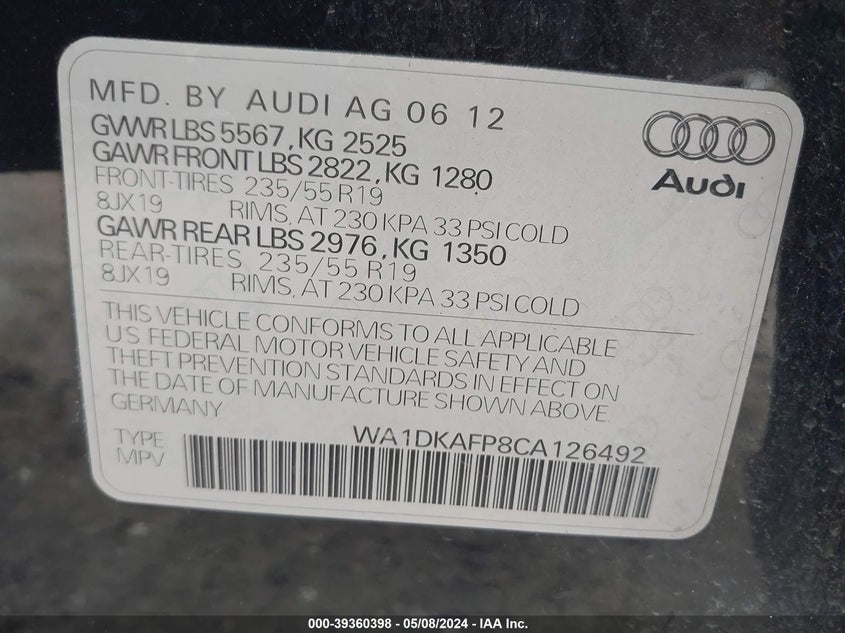 MFD. BY AUDI AG 06 12
GVWR LBS 5567, KG 2525
GAWR FRONT LBS 2822, KG 1280
FRONT-TIRES 235/55 R19
8JX19 RIMS, AT 230 KPA 33 PSI COLD
GAWR REAR LBS 2976, KG 1350
REAR-TIRES 235/55 R19
8JX19 RIMS, AT 230 KPA 33 PSI COLD
Audi
THIS VEHICLE CONFORMS TO ALL APPLICABLE
US FEDERAL MOTOR VEHICLE SAFETY AND
THEFT PREVENTION STANDARDS IN EFFECT ON
THE DATE OF MANUFACTURE SHOWN ABOVE
GERMANY
TYPE WA1DKAFP8CA126492
MPV
000-39360398 - 05/08/2024 - IAA Inc.